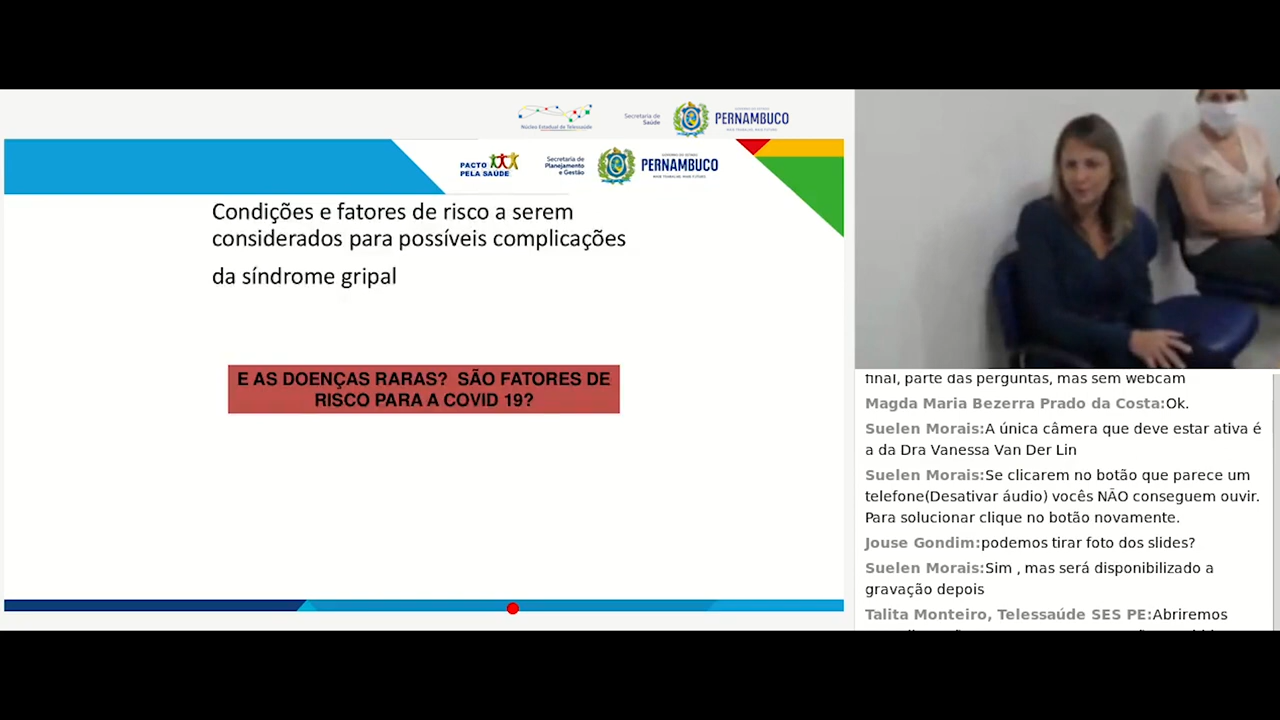 Núcleo Estadual de Telessaúde
Secretaria de
Saúde
PERNAMBUCO
PACTO
PELA SAÚDE
Secretaria de
Planejamento
e Gestão
PERNAMBUCO
Condições e fatores de risco a serem
considerados para possíveis complicações
da síndrome gripal
E AS DOENÇAS RARAS? SÃO FATORES DE
RISCO PARA A COVID 19?
final, parte das perguntas, mas sem webcam
Magda Maria Bezerra Prado da Costa:Ok.
Suelen Morais:A única câmera que deve estar ativa é
a da Dra Vanessa Van Der Lin
Suelen Morais:Se clicarem no botão que parece um
telefone(Desativar áudio) vocês NÃO conseguem ouvir.
Para solucionar clique no botão novamente.
Jouse Gondim:podemos tirar foto dos slides?
Suelen Morais:Sim , mas será disponibilizado a
gravação depois
Talita Monteiro, Telessaúde SES PE:Abriremos